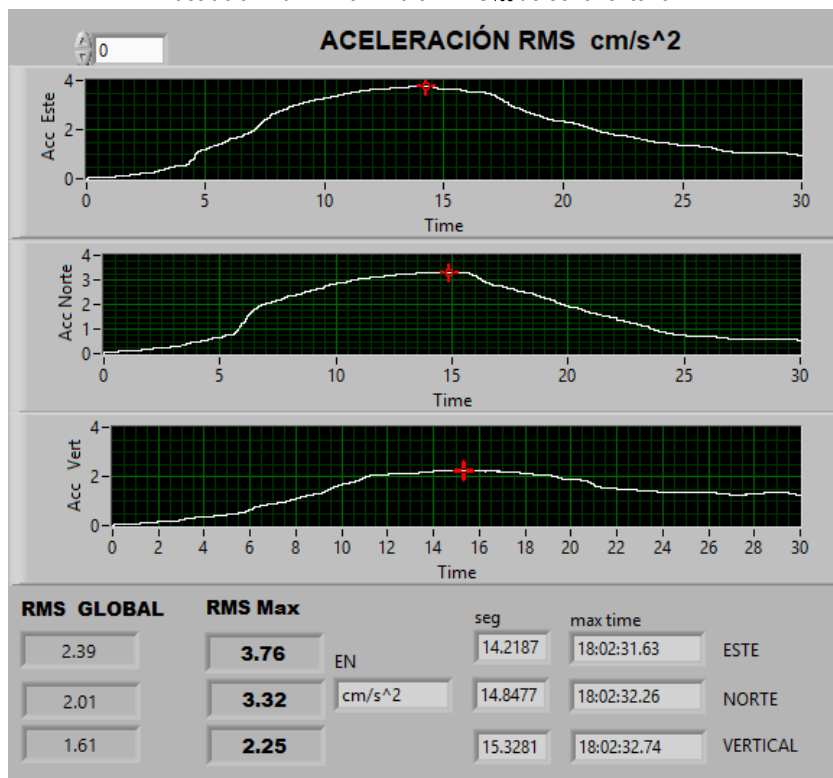 0
ACELERACIÓN RMS cm/s^2
Acc Este
4
2
0
0 5 10 15 20 25 30
Time
Acc Norte
4
3
2
1
0
0 5 10 15 20 25 30
Time
Acc Vert
4
2
0
0 2 4 6 8 10 12 14 16 18 20 22 24 26 28 30
Time
RMS GLOBAL RMS Max seg max time
2.39 3.76 EN 14.2187 18:02:31.63 ESTE
2.01 3.32 cm/s^2 14.8477 18:02:32.26 NORTE
1.61 2.25 15.3281 18:02:32.74 VERTICAL